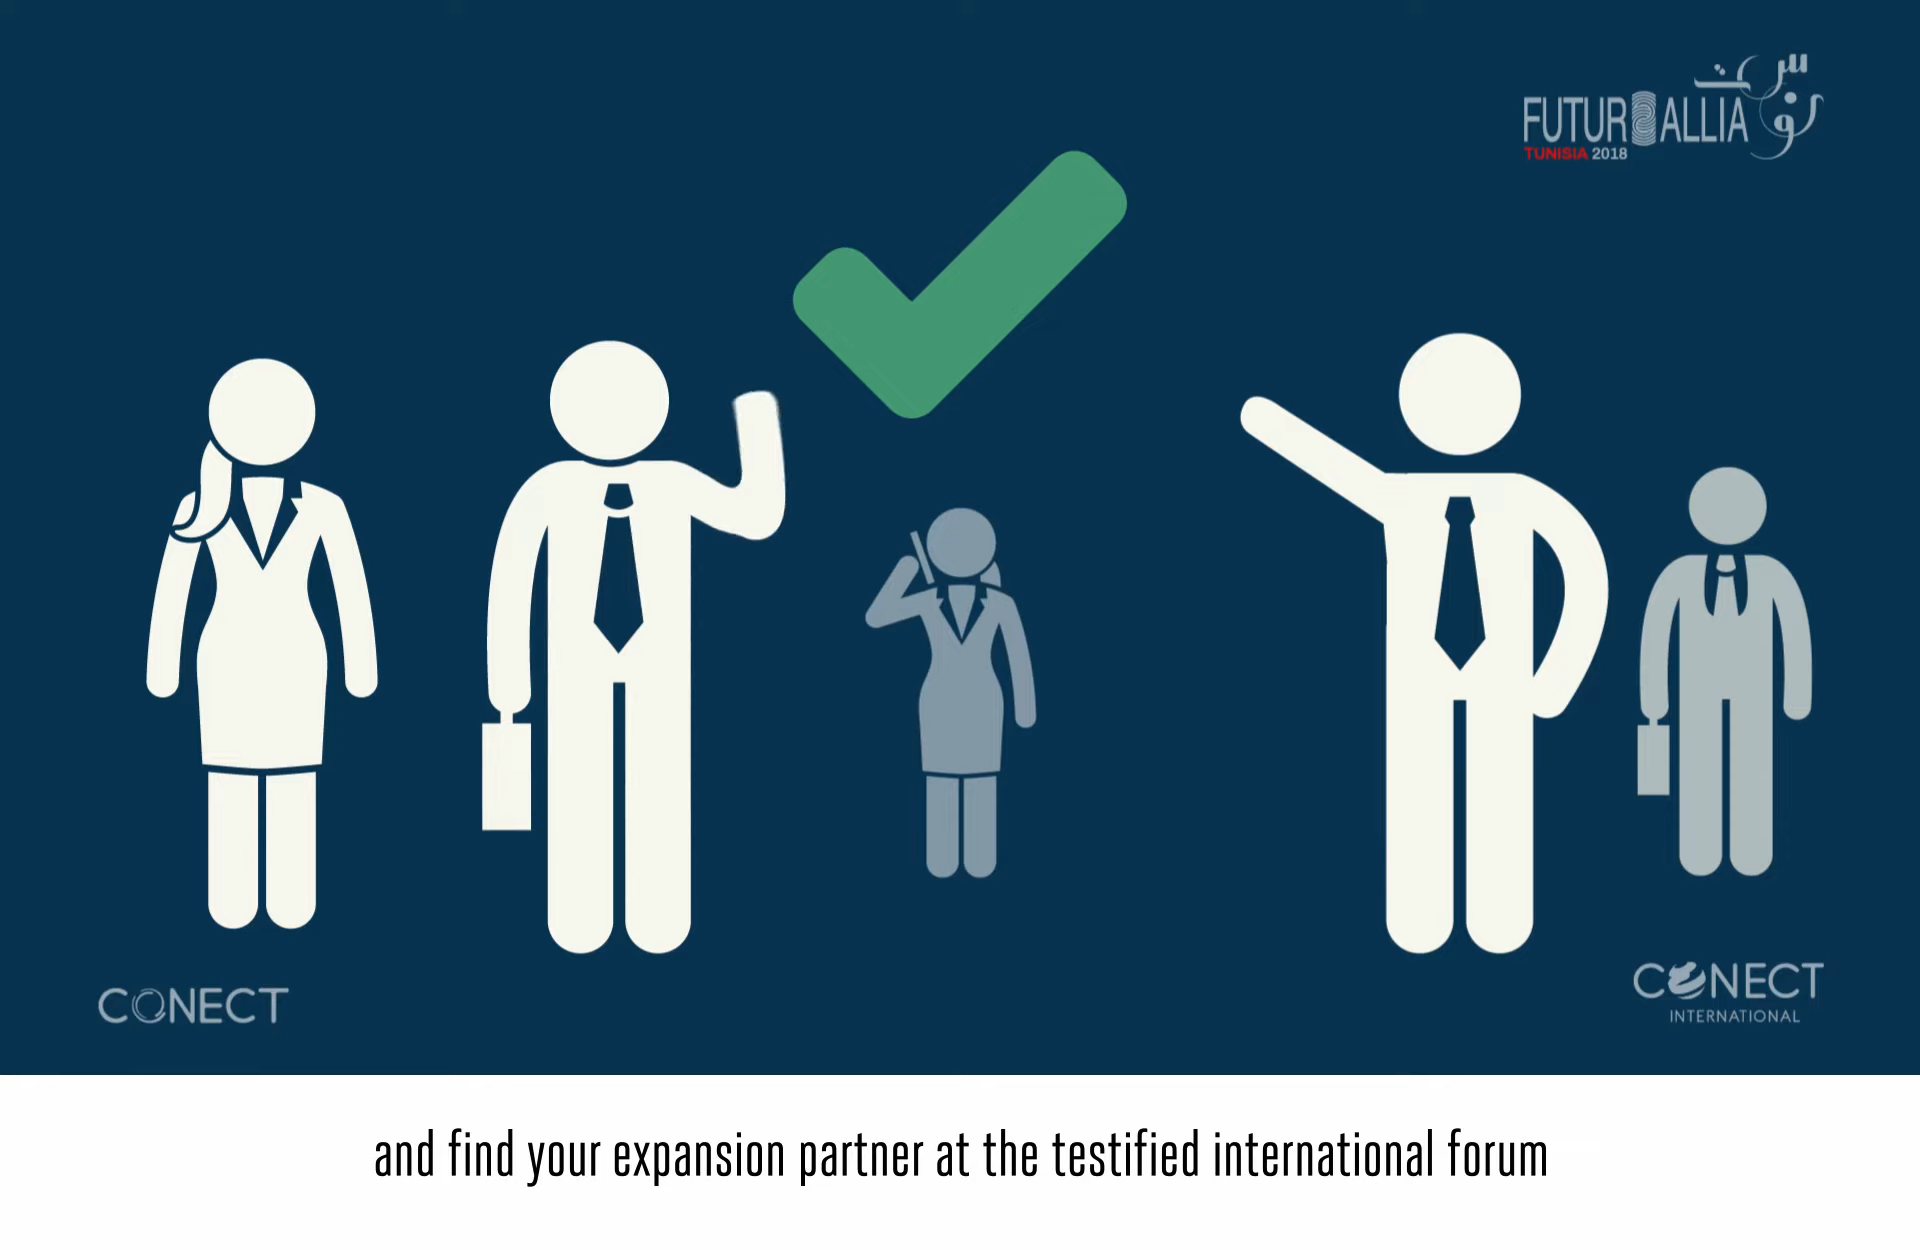 FUTURALLIA
TUNISIA 2018
CONECT
CONECT
INTERNATIONAL
and find your expansion partner at the testified international forum